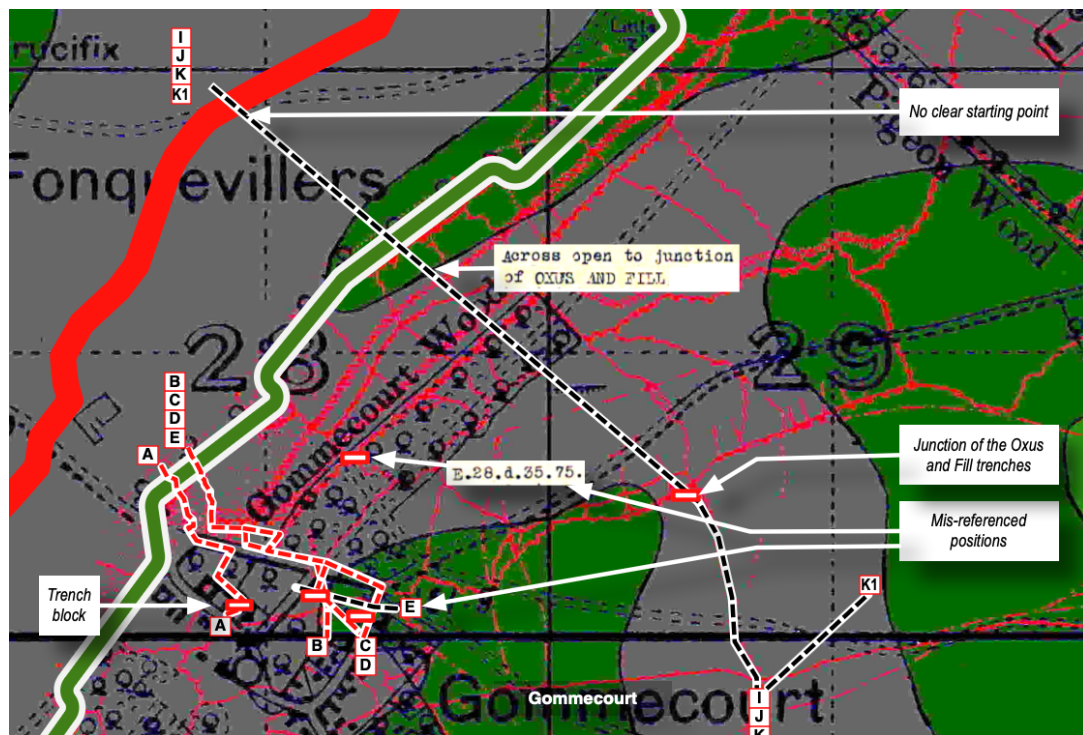 I
J
K
K1
rucifix
Little
Z
No clear starting point
Pigeon
Wood
Fonquevillers
Across open to junction
of OXUS AND FILL
28
29
Gommecourt Wood
B
C
D
E
A
E.28.d.35.75.
Junction of the Oxus
and Fill trenches
Mis-referenced
positions
K1
Trench
block
E
A
B
C
D
Gommecourt
Gommecourt
I
J
K